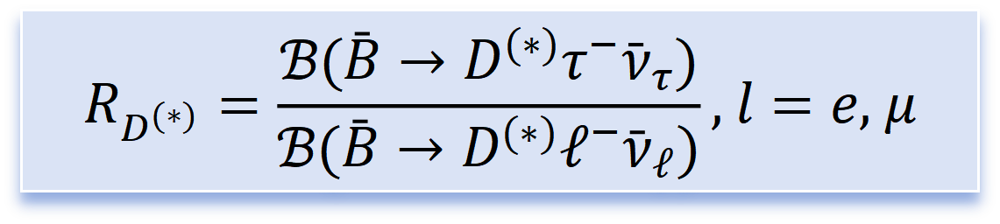 $R_{D^{(*)}} = \frac{\mathcal{B}(\bar{B} \to D^{(*)} \tau^- \bar{\nu}_\tau)}{\mathcal{B}(\bar{B} \to D^{(*)} \ell^- \bar{\nu}_\ell)}, l = e, \mu$